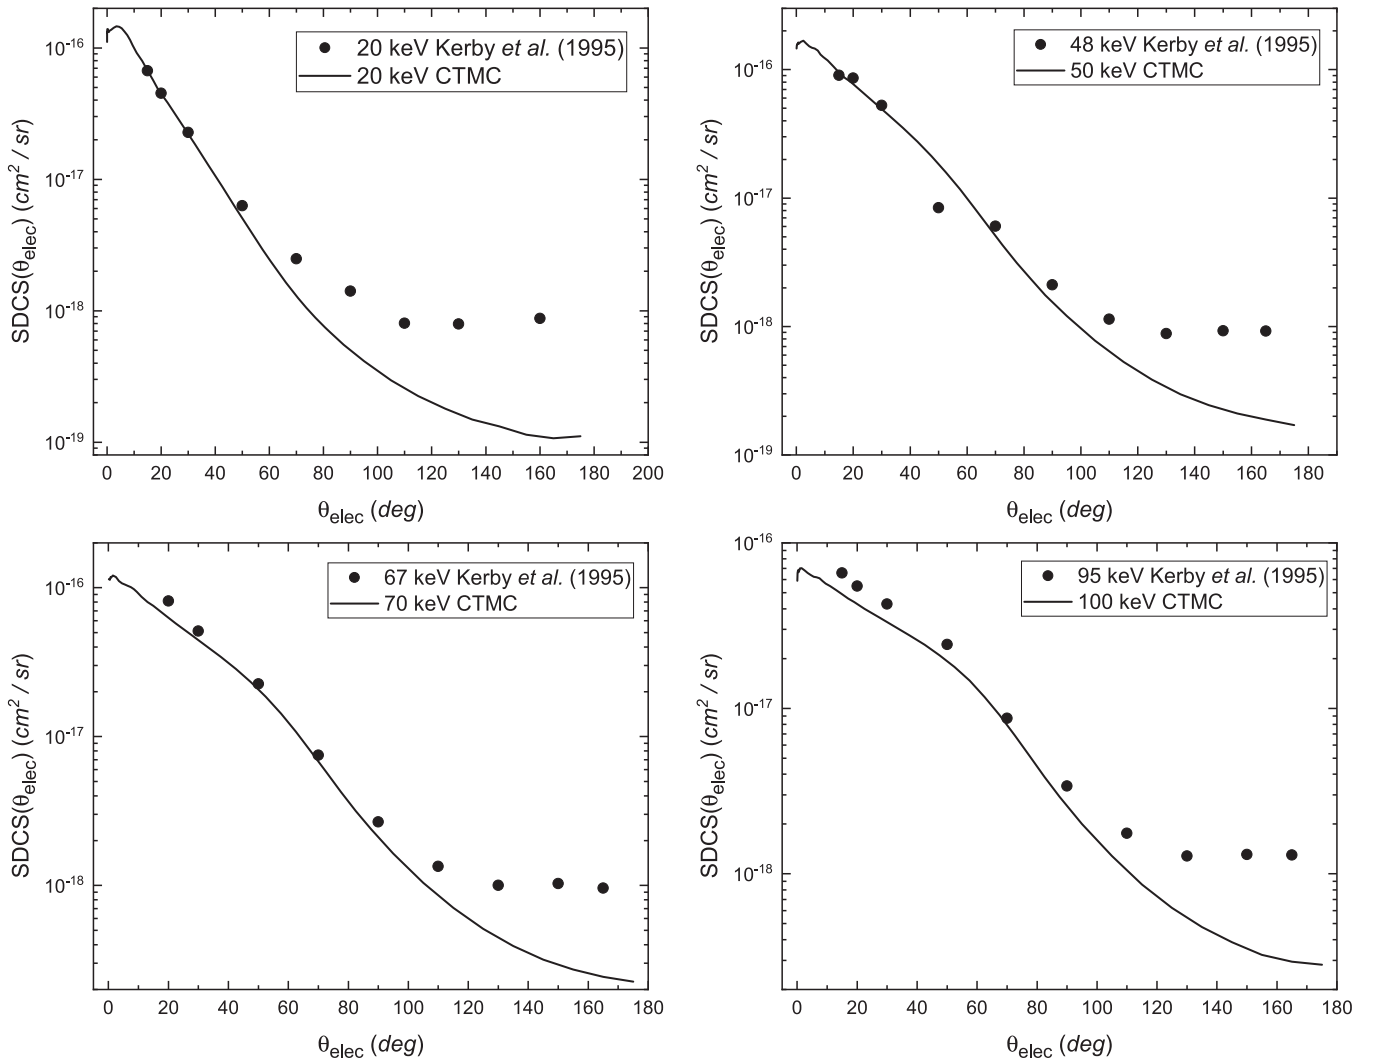 20 keV Kerby et al. (1995)
20 keV CTMC
SDCS(θelec) (cm² / sr)
10⁻¹⁶
10⁻¹⁷
10⁻¹⁸
10⁻¹⁹
0 20 40 60 80 100 120 140 160 180 200
θelec (deg)
48 keV Kerby et al. (1995)
50 keV CTMC
SDCS(θelec) (cm² / sr)
10⁻¹⁶
10⁻¹⁷
10⁻¹⁸
10⁻¹⁹
0 20 40 60 80 100 120 140 160 180
θelec (deg)
67 keV Kerby et al. (1995)
70 keV CTMC
SDCS(θelec) (cm² / sr)
10⁻¹⁶
10⁻¹⁷
10⁻¹⁸
0 20 40 60 80 100 120 140 160 180
θelec (deg)
95 keV Kerby et al. (1995)
100 keV CTMC
SDCS(θelec) (cm² / sr)
10⁻¹⁶
10⁻¹⁷
10⁻¹⁸
0 20 40 60 80 100 120 140 160 180
θelec (deg)